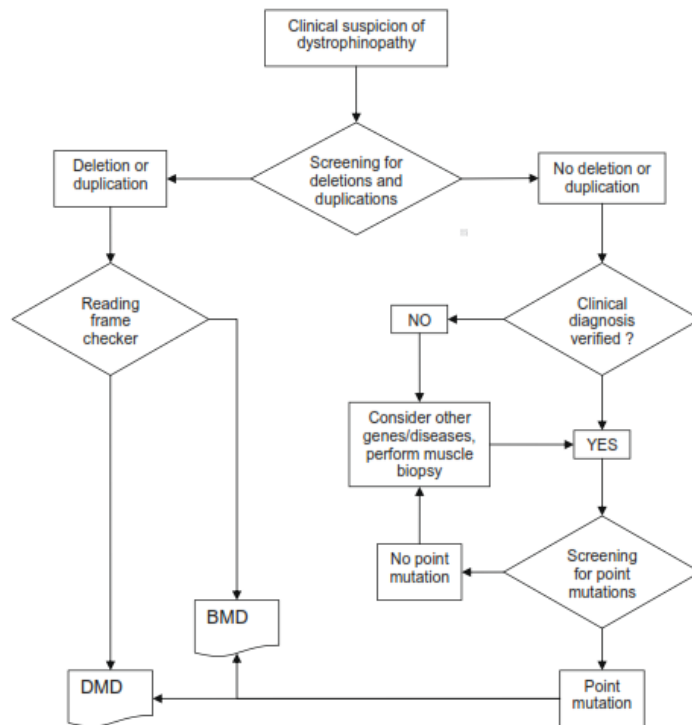 Clinical suspicion of
dystrophinopathy
Deletion or
duplication
Screening for
deletions and
duplications
No deletion or
duplication
Reading
frame
checker
NO
Clinical
diagnosis
verified ?
Consider other
genes/diseases,
perform muscle
biopsy
YES
No point
mutation
Screening
for point
mutations
BMD
DMD
Point
mutation